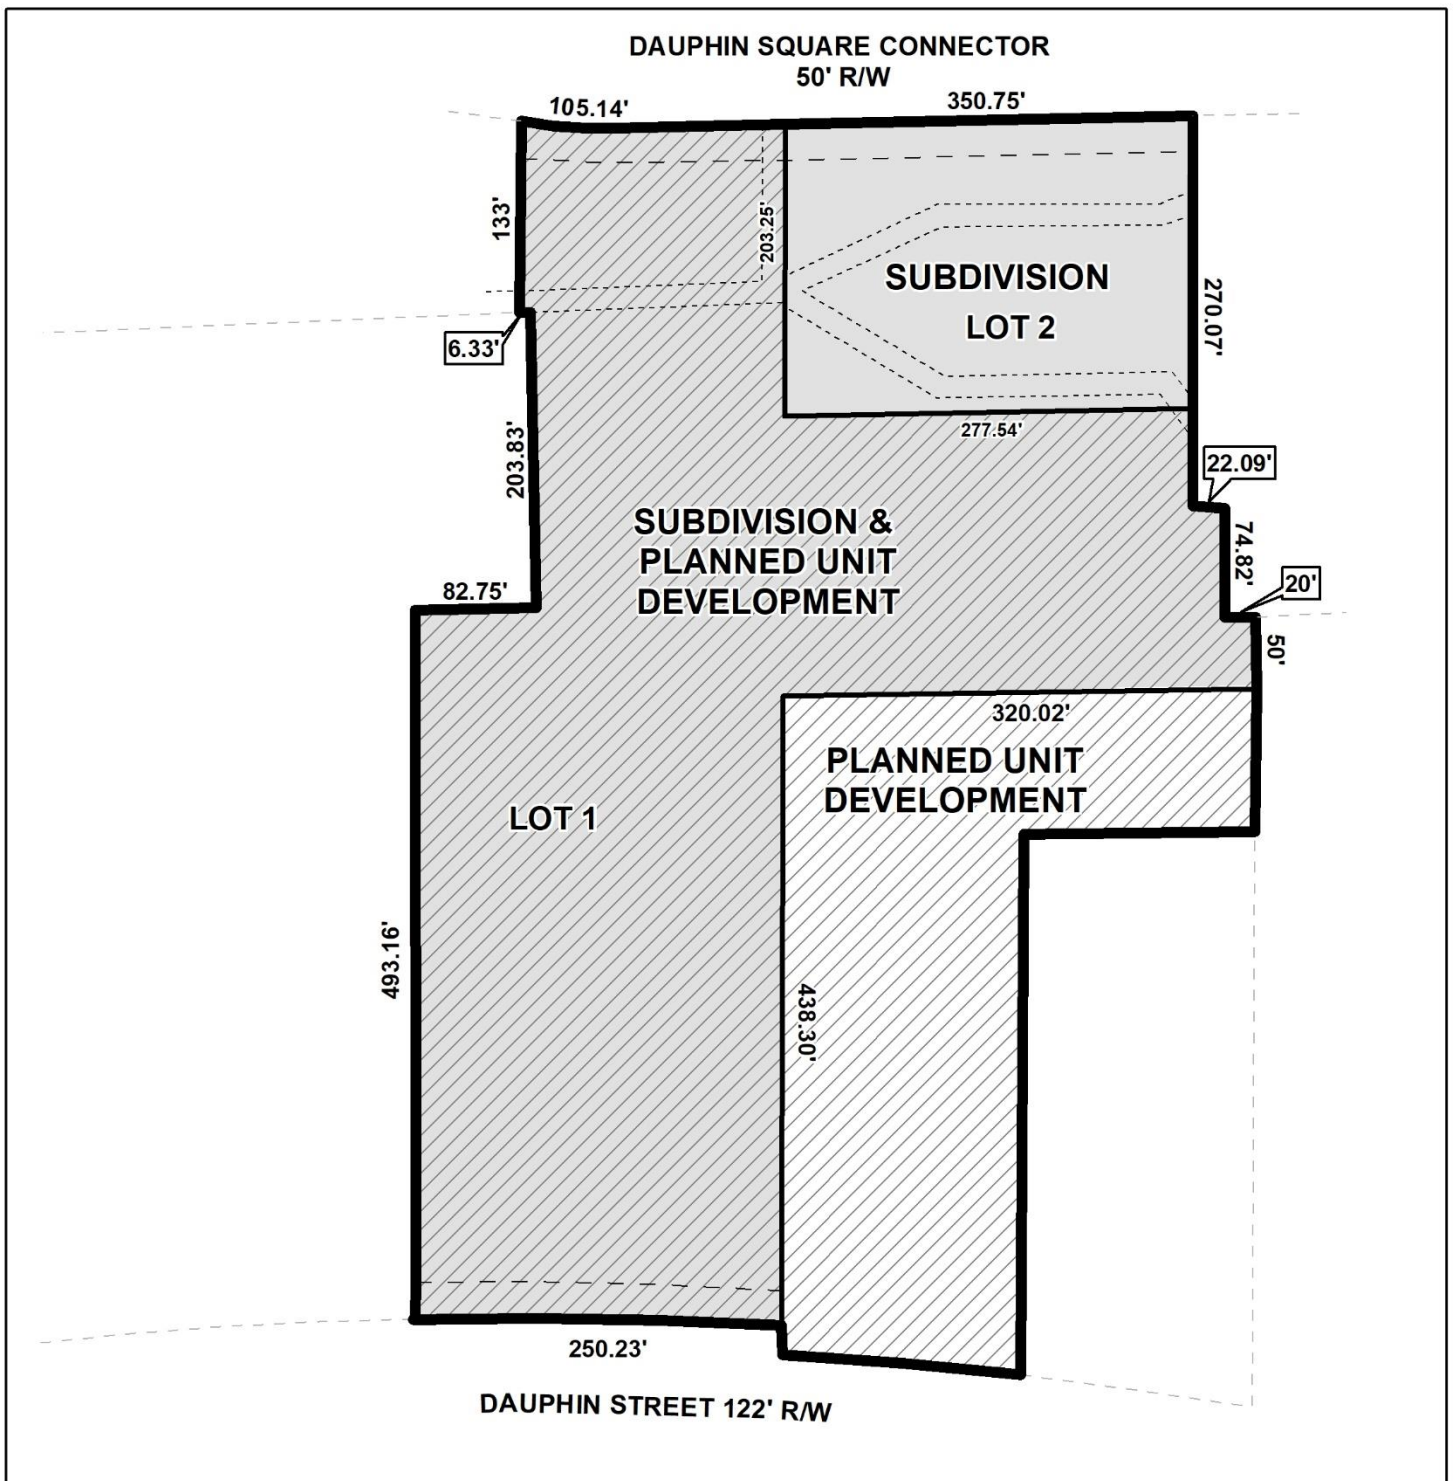 DAUPHIN SQUARE CONNECTOR
50' R/W
105.14'
350.75'
133'
203.25'
SUBDIVISION
LOT 2
270.07'
6.33'
277.54'
203.83'
22.09'
SUBDIVISION &
PLANNED UNIT
DEVELOPMENT
74.82'
20'
82.75'
50'
320.02'
PLANNED UNIT
DEVELOPMENT
LOT 1
493.16'
438.30'
250.23'
DAUPHIN STREET 122' R/W